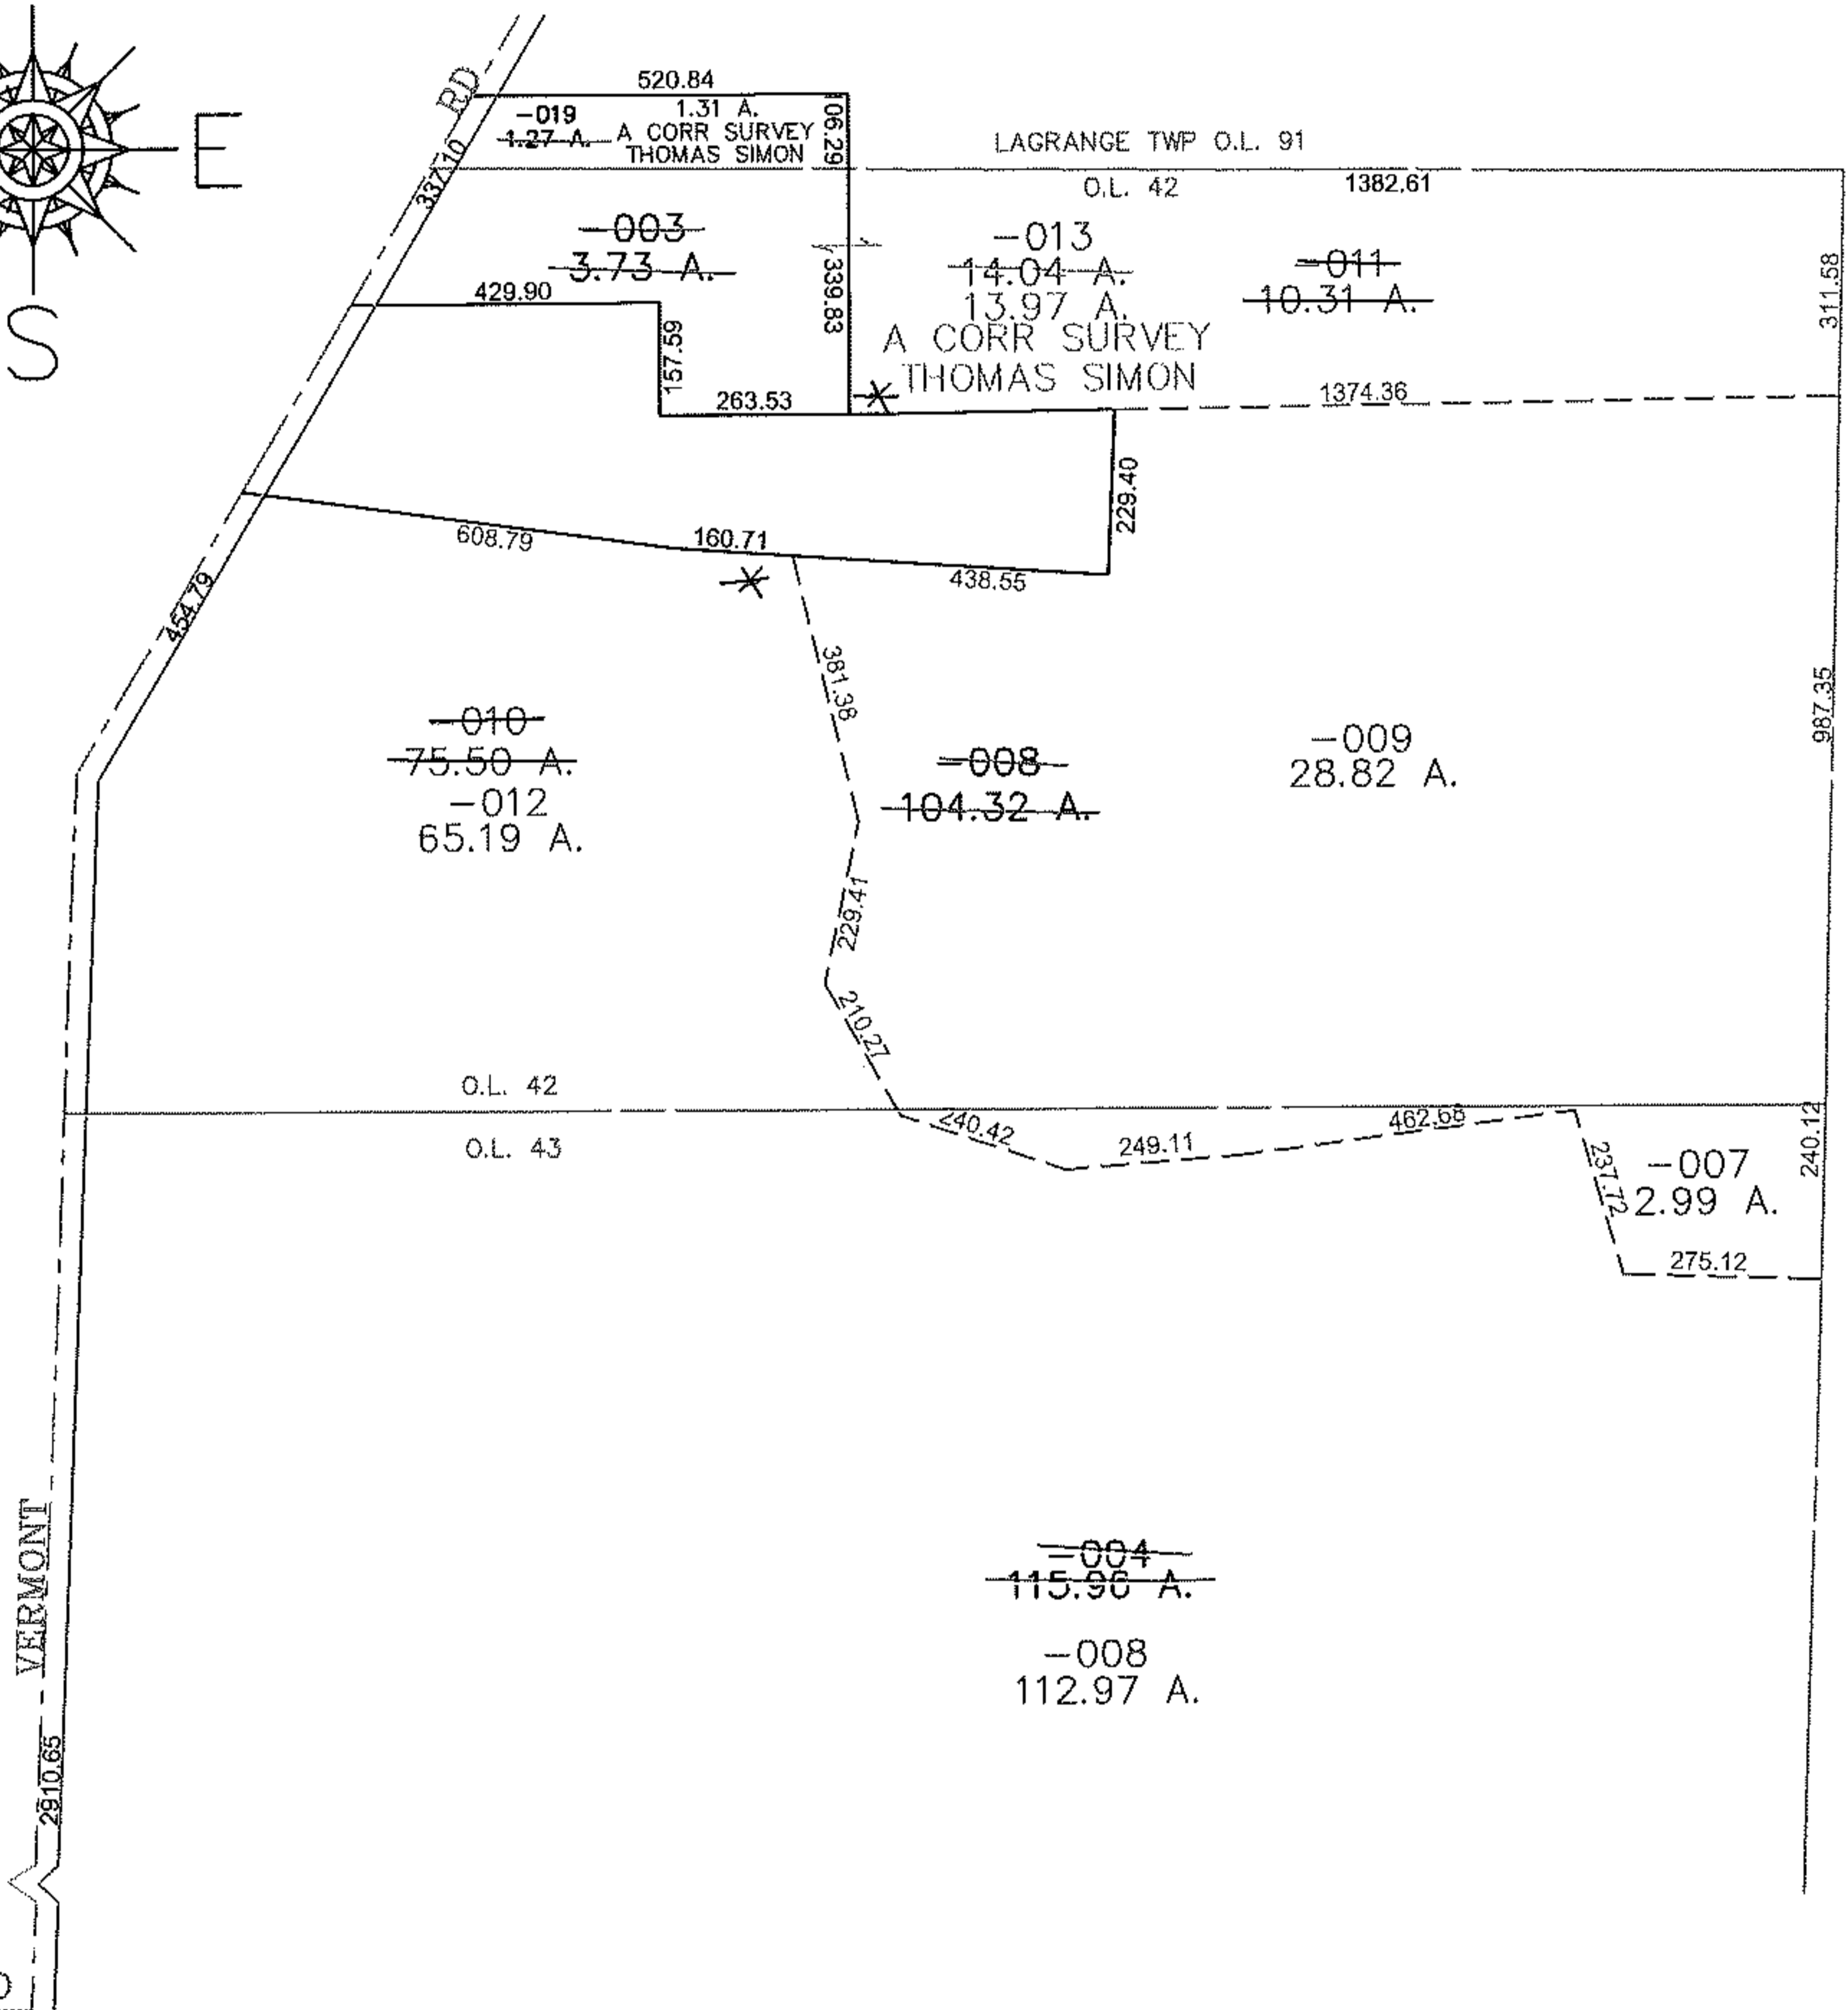 E
S
RD
520.84
-019
1.31 A.
1.27 A.
A CORR SURVEY
THOMAS SIMON
06.29
337.10
LAGRANGE TWP O.L. 91
O.L. 42
1382.61
-003
3.73 A.
339.83
-013
14.04 A.
13.97 A.
A CORR SURVEY
THOMAS SIMON
-011
10.31 A.
311.58
429.90
157.59
263.53
1374.36
229.40
608.79
160.71
438.55
454.79
381.38
987.35
-010
75.50 A.
-012
65.19 A.
-008
104.32 A.
-009
28.82 A.
229.41
210.27
O.L. 42
O.L. 43
240.42
249.11
462.68
237.72
-007
2.99 A.
240.12
275.12
-004
115.96 A.
-008
112.97 A.
VERMONT
2910.65